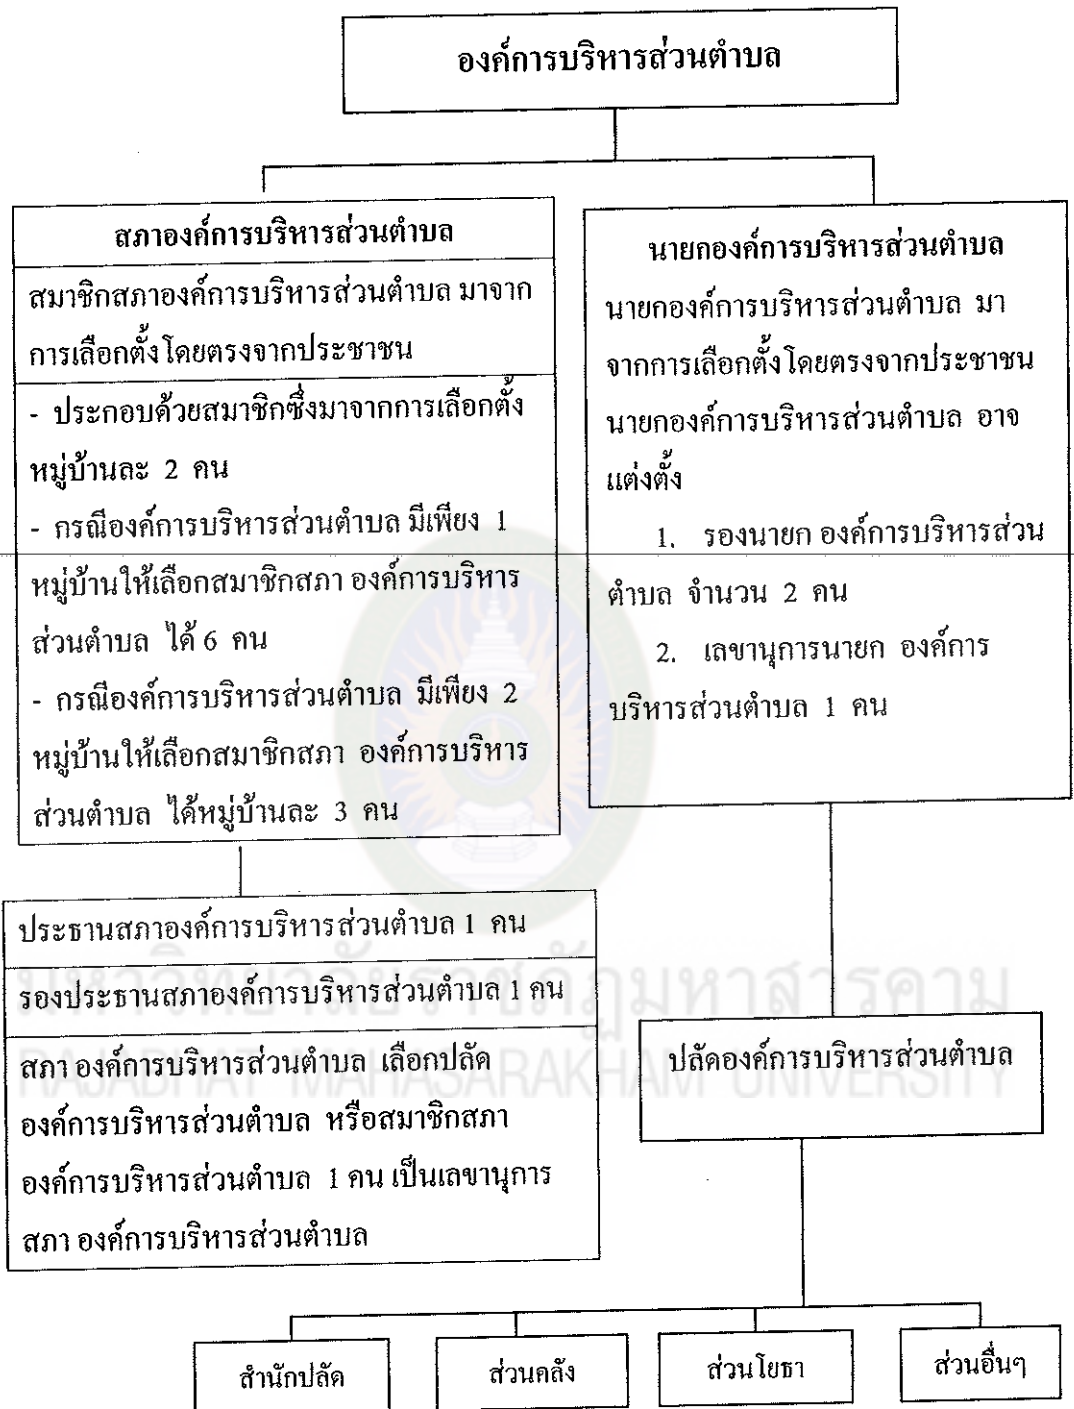 องค์การบริหารส่วนตำบล
สภาองค์การบริหารส่วนตำบล
สมาชิกสภาองค์การบริหารส่วนตำบล มาจาก
การเลือกตั้งโดยตรงจากประชาชน
- ประกอบด้วยสมาชิกซึ่งมาจากการเลือกตั้ง
หมู่บ้านละ 2 คน
- กรณีองค์การบริหารส่วนตำบล มีเพียง 1
หมู่บ้านให้เลือกสมาชิกสภา องค์การบริหาร
ส่วนตำบล ได้ 6 คน
- กรณีองค์การบริหารส่วนตำบล มีเพียง 2
หมู่บ้านให้เลือกสมาชิกสภา องค์การบริหาร
ส่วนตำบล ได้หมู่บ้านละ 3 คน
นายกองค์การบริหารส่วนตำบล
นายกองค์การบริหารส่วนตำบล มา
จากการเลือกตั้งโดยตรงจากประชาชน
นายกองค์การบริหารส่วนตำบล อาจ
แต่งตั้ง
1. รองนายก องค์การบริหารส่วน
ตำบล จำนวน 2 คน
2. เลขานุการนายก องค์การ
บริหารส่วนตำบล 1 คน
ประธานสภาองค์การบริหารส่วนตำบล 1 คน
รองประธานสภาองค์การบริหารส่วนตำบล 1 คน
สภา องค์การบริหารส่วนตำบล เลือกปลัด
องค์การบริหารส่วนตำบล หรือสมาชิกสภา
องค์การบริหารส่วนตำบล 1 คน เป็นเลขานุการ
สภา องค์การบริหารส่วนตำบล
มหาวิทยาลัยราชภัฏมหาสารคาม
RAJABHAT MAHASARAKHAM UNIVERSITY
ปลัดองค์การบริหารส่วนตำบล
สำนักปลัด
ส่วนคลัง
ส่วนโยธา
ส่วนอื่นๆ